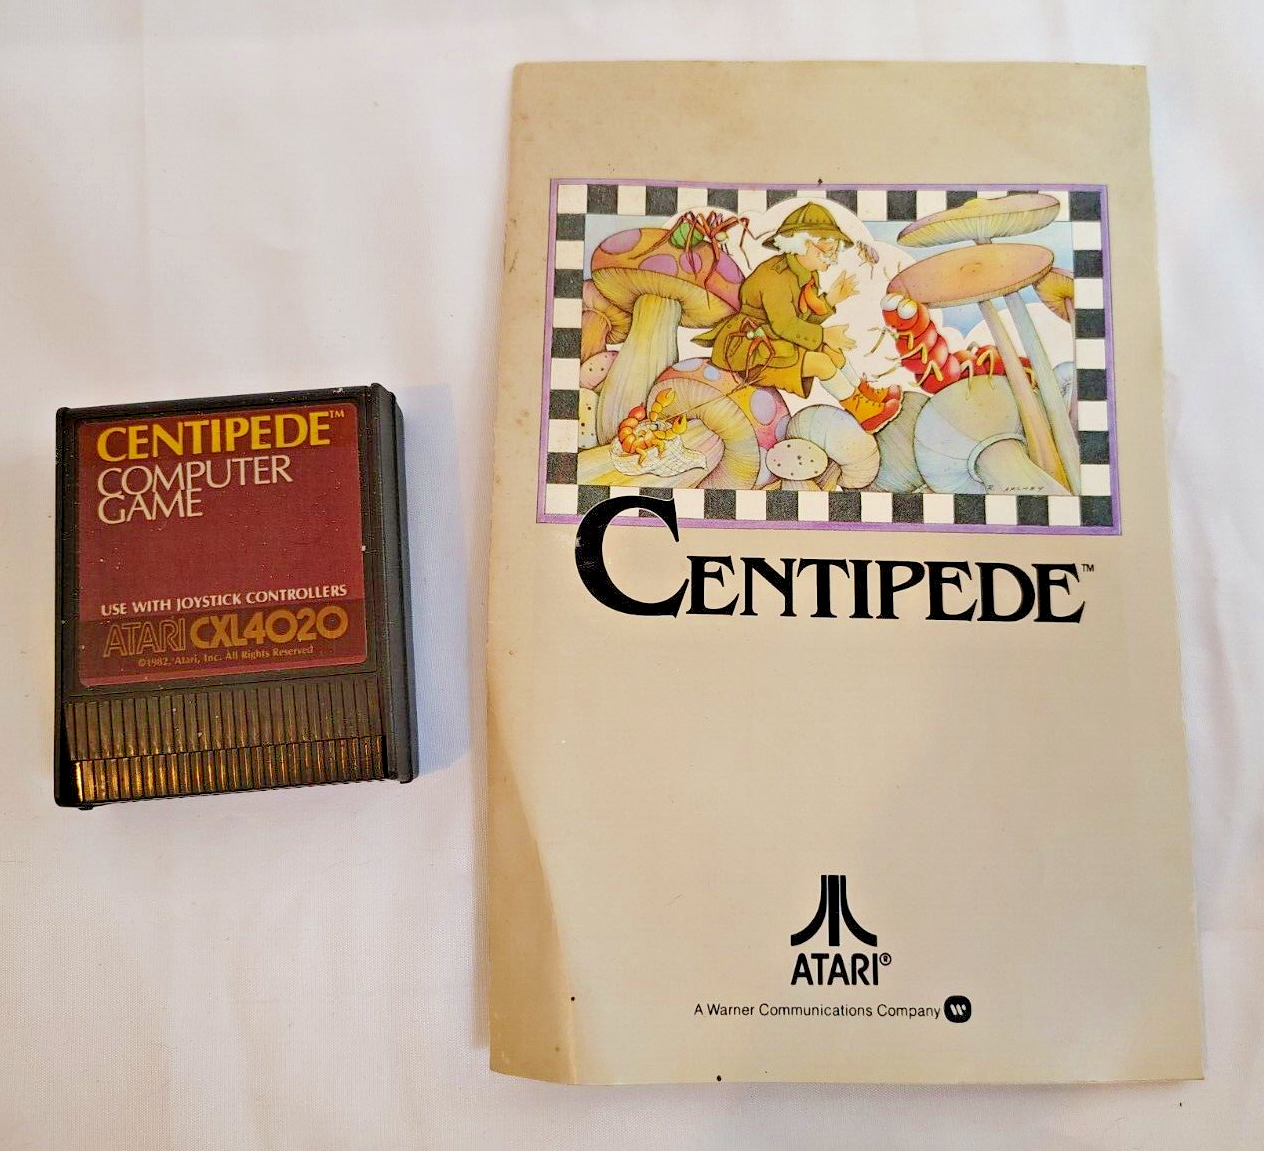 CENTIPEDE™
COMPUTER
GAME
USE WITH JOYSTICK CONTROLLERS
ATARI CXL4020
©1982, Atari, Inc. All Rights Reserved
CENTIPEDE™
ATARI®
A Warner Communications Company